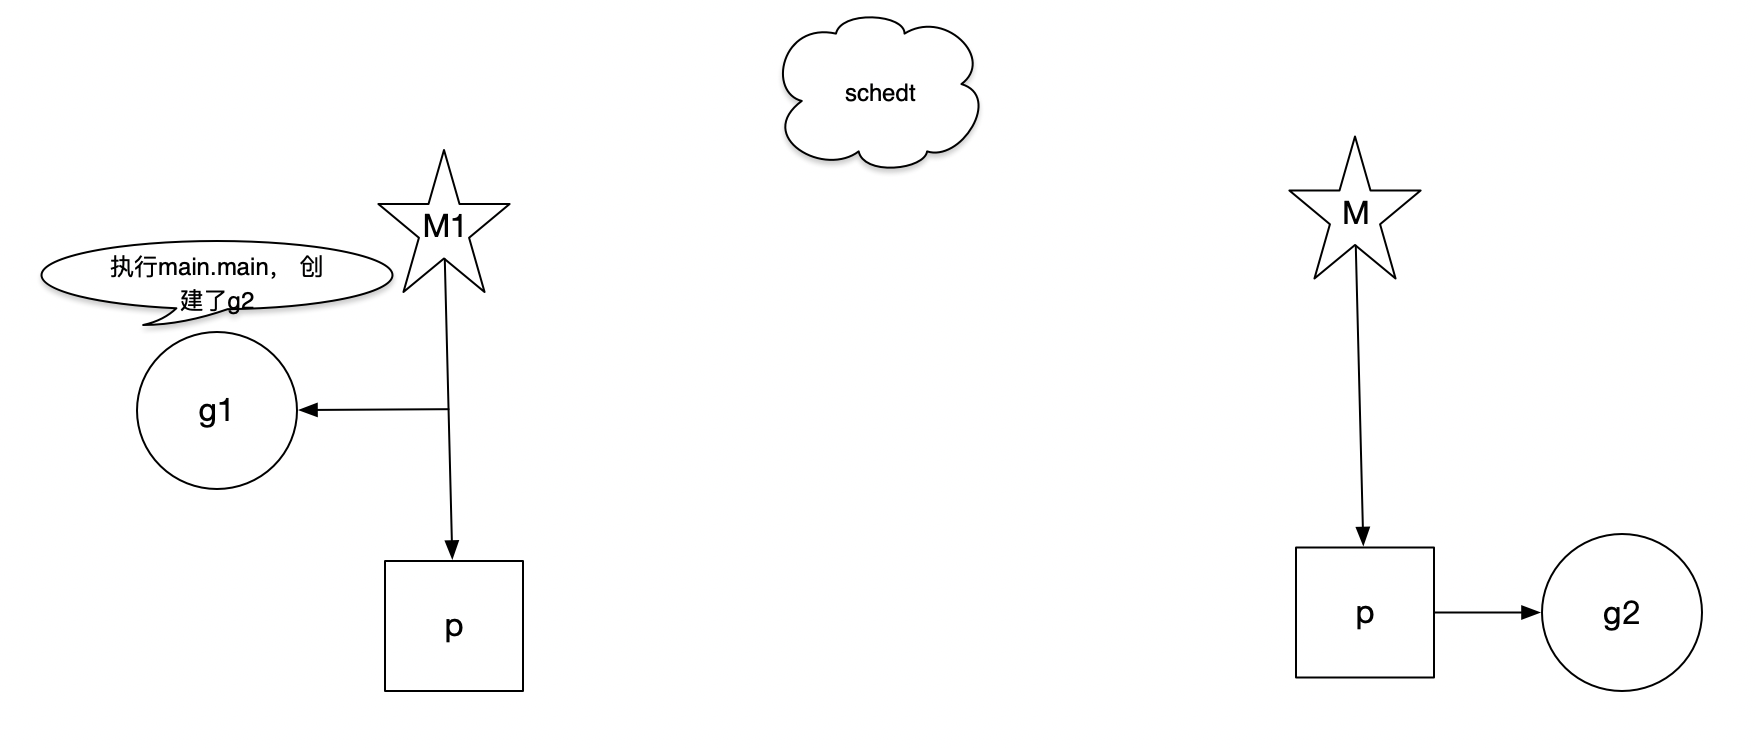 schedt
M1
M
执行main.main， 创
建了g2
g1
p
p
g2